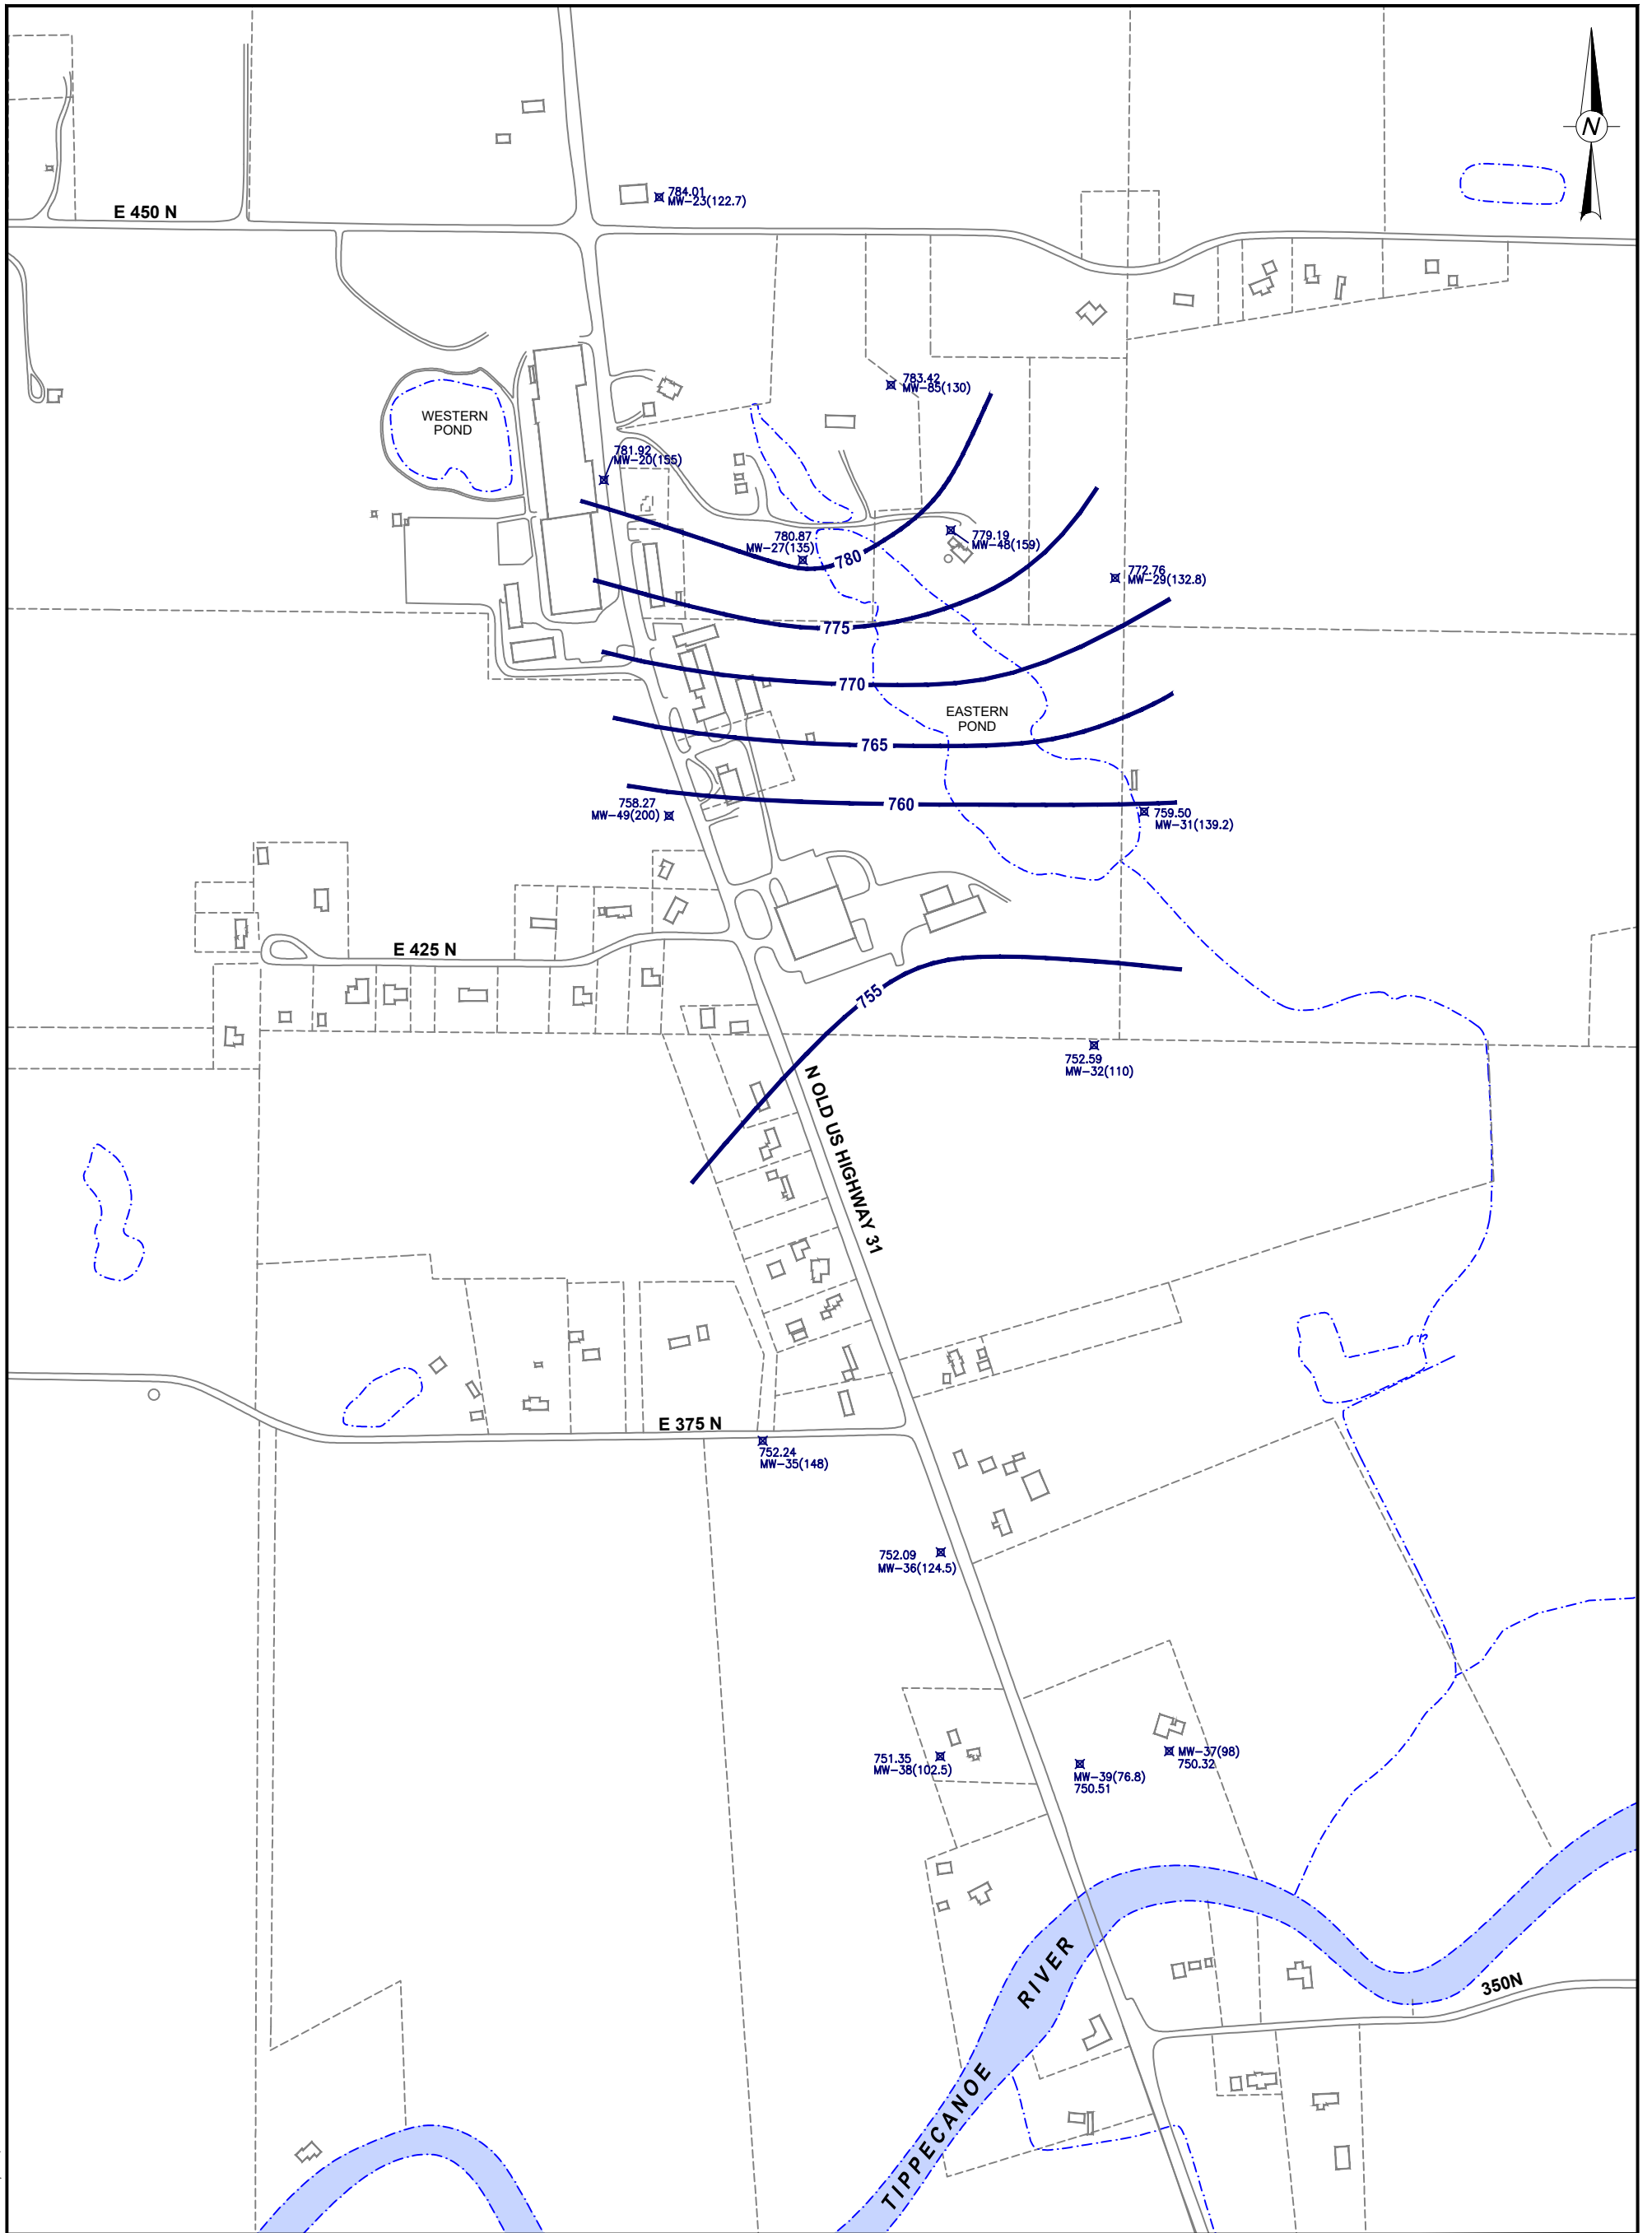 N
784.01
MW-23(122.7)
E 450 N
783.42
MW-85(130)
WESTERN
POND
781.92
MW-20(155)
780.87
MW-27(135)
779.19
MW-48(159)
780
772.76
MW-29(132.8)
775
770
EASTERN
POND
765
758.27
MW-49(200)
760
759.50
MW-31(139.2)
E 425 N
755
752.59
MW-32(110)
N OLD US HIGHWAY 31
E 375 N
752.24
MW-35(148)
752.09
MW-36(124.5)
751.35
MW-38(102.5)
MW-39(76.8)
750.51
MW-37(98)
750.32
TIPPECANOE RIVER
350N